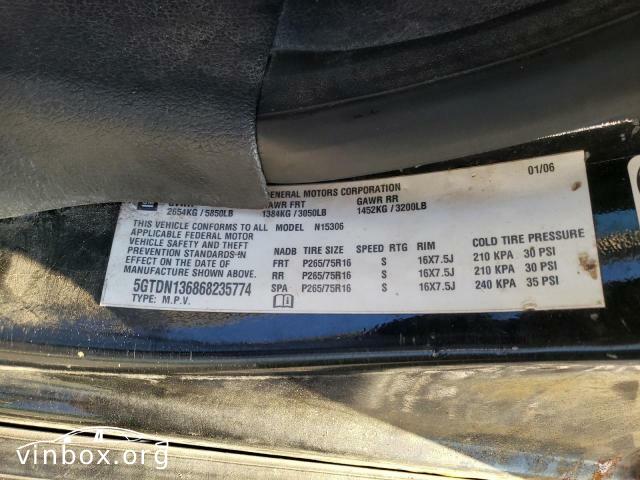 ENERAL MOTORS CORPORATION 01/06
GAWR FRT GAWR RR
2654KG / 5850LB 1384KG / 3050LB 1452KG / 3200LB
THIS VEHICLE CONFORMS TO ALL MODEL N15306
APPLICABLE FEDERAL MOTOR
VEHICLE SAFETY AND THEFT
PREVENTION STANDARDS IN
EFFECT ON THE DATE OF
MANUFACTURE SHOWN ABOVE.
5GTDN136868235774
TYPE: M.P.V.
NADB TIRE SIZE SPEED RTG RIM COLD TIRE PRESSURE
FRT P265/75R16 S 16X7.5J 210 KPA 30 PSI
RR P265/75R16 S 16X7.5J 210 KPA 30 PSI
SPA P265/75R16 S 16X7.5J 240 KPA 35 PSI
vinbox.org